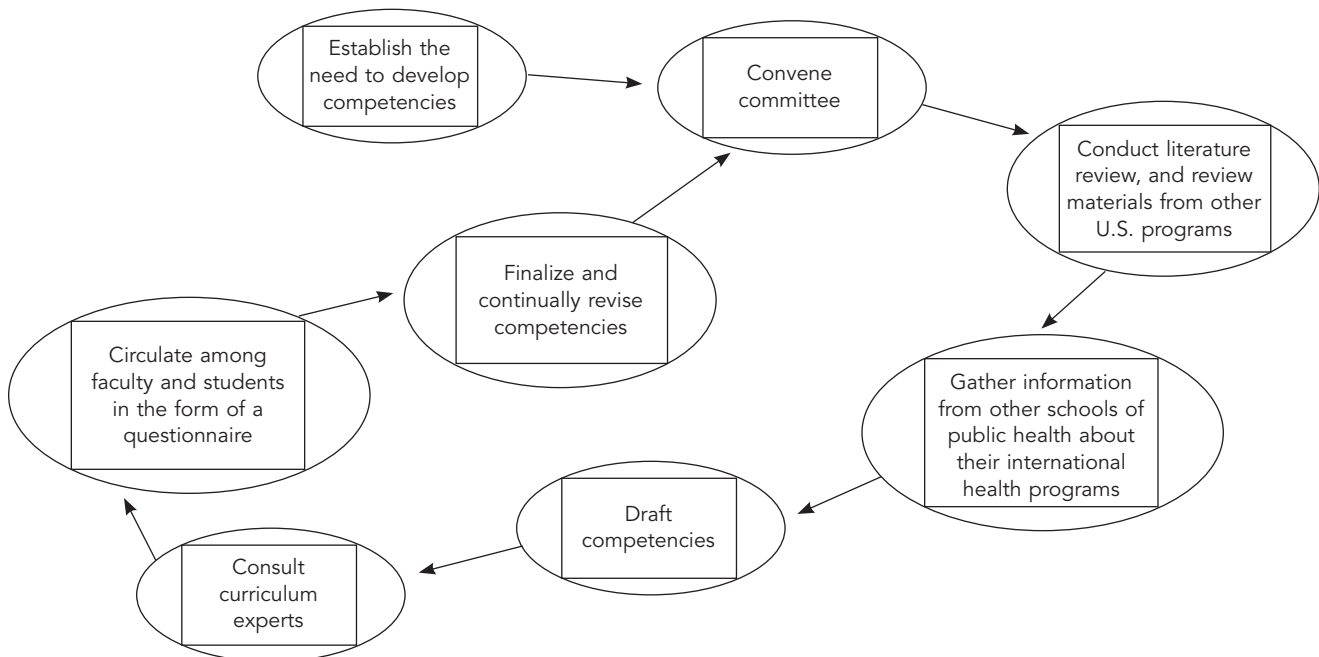 Establish the
need to develop
competencies
Convene
committee
Conduct literature
review, and review
materials from other
U.S. programs
Gather information
from other schools of
public health about
their international
health programs
Draft
competencies
Consult
curriculum
experts
Circulate among
faculty and students
in the form of a
questionnaire
Finalize and
continually revise
competencies